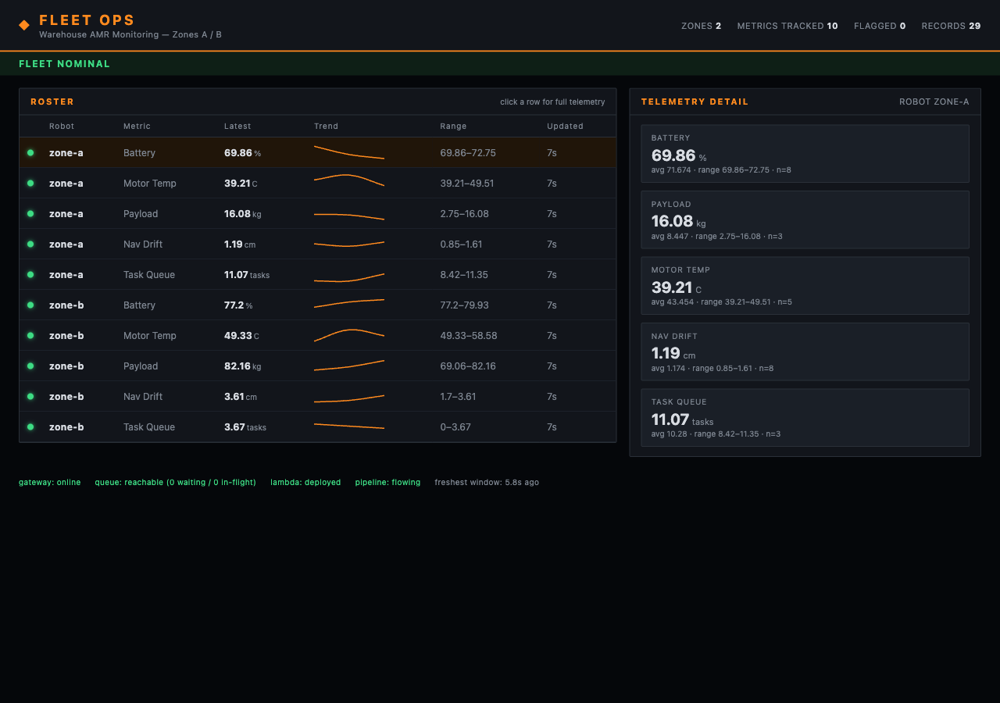 FLEET OPS
Warehouse AMR Monitoring — Zones A / B
ZONES 2 METRICS TRACKED 10 FLAGGED 0 RECORDS 29
FLEET NOMINAL
ROSTER click a row for full telemetry
Robot Metric Latest Trend Range Updated
zone-a Battery 69.86 % 69.86–72.75 7s
zone-a Motor Temp 39.21 C 39.21–49.51 7s
zone-a Payload 16.08 kg 2.75–16.08 7s
zone-a Nav Drift 1.19 cm 0.85–1.61 7s
zone-a Task Queue 11.07 tasks 8.42–11.35 7s
zone-b Battery 77.2 % 77.2–79.93 7s
zone-b Motor Temp 49.33 C 49.33–58.58 7s
zone-b Payload 82.16 kg 69.06–82.16 7s
zone-b Nav Drift 3.61 cm 1.7–3.61 7s
zone-b Task Queue 3.67 tasks 0–3.67 7s
TELEMETRY DETAIL ROBOT ZONE-A
BATTERY
69.86 %
avg 71.674 · range 69.86–72.75 · n=8
PAYLOAD
16.08 kg
avg 8.447 · range 2.75–16.08 · n=3
MOTOR TEMP
39.21 C
avg 43.454 · range 39.21–49.51 · n=5
NAV DRIFT
1.19 cm
avg 1.174 · range 0.85–1.61 · n=8
TASK QUEUE
11.07 tasks
avg 10.28 · range 8.42–11.35 · n=3
gateway: online queue: reachable (0 waiting / 0 in-flight) lambda: deployed pipeline: flowing freshest window: 5.8s ago